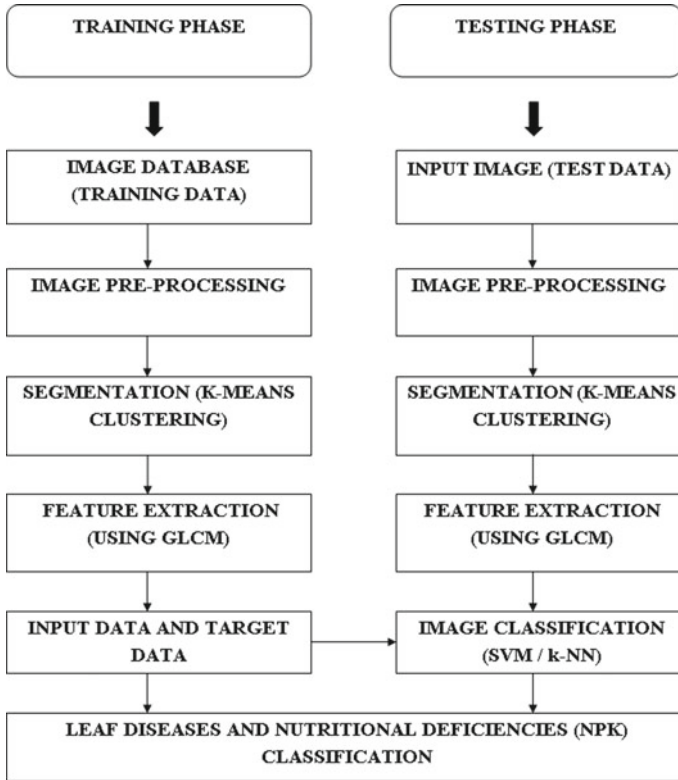 TRAINING PHASE
IMAGE DATABASE
(TRAINING DATA)
IMAGE PRE-PROCESSING
SEGMENTATION (K-MEANS
CLUSTERING)
FEATURE EXTRACTION
(USING GLCM)
INPUT DATA AND TARGET
DATA
TESTING PHASE
INPUT IMAGE (TEST DATA)
IMAGE PRE-PROCESSING
SEGMENTATION (K-MEANS
CLUSTERING)
FEATURE EXTRACTION
(USING GLCM)
IMAGE CLASSIFICATION
(SVM / k-NN)
LEAF DISEASES AND NUTRITIONAL DEFICIENCIES (NPK)
CLASSIFICATION